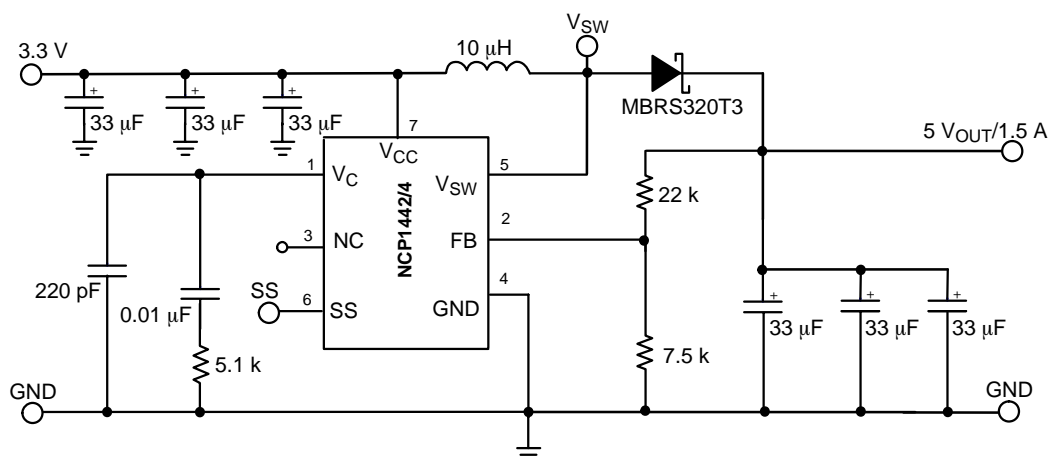 V_SW
3.3 V
10 μH
+
+
+
33 μF
33 μF
33 μF
MBRS320T3
7
V_CC
5 V_OUT/1.5 A
1
V_C
5
V_SW
22 k
NCP1442/4
2
FB
3
NC
220 pF
0.01 μF
SS
6
SS
4
GND
+
+
+
33 μF
33 μF
33 μF
5.1 k
7.5 k
GND
GND